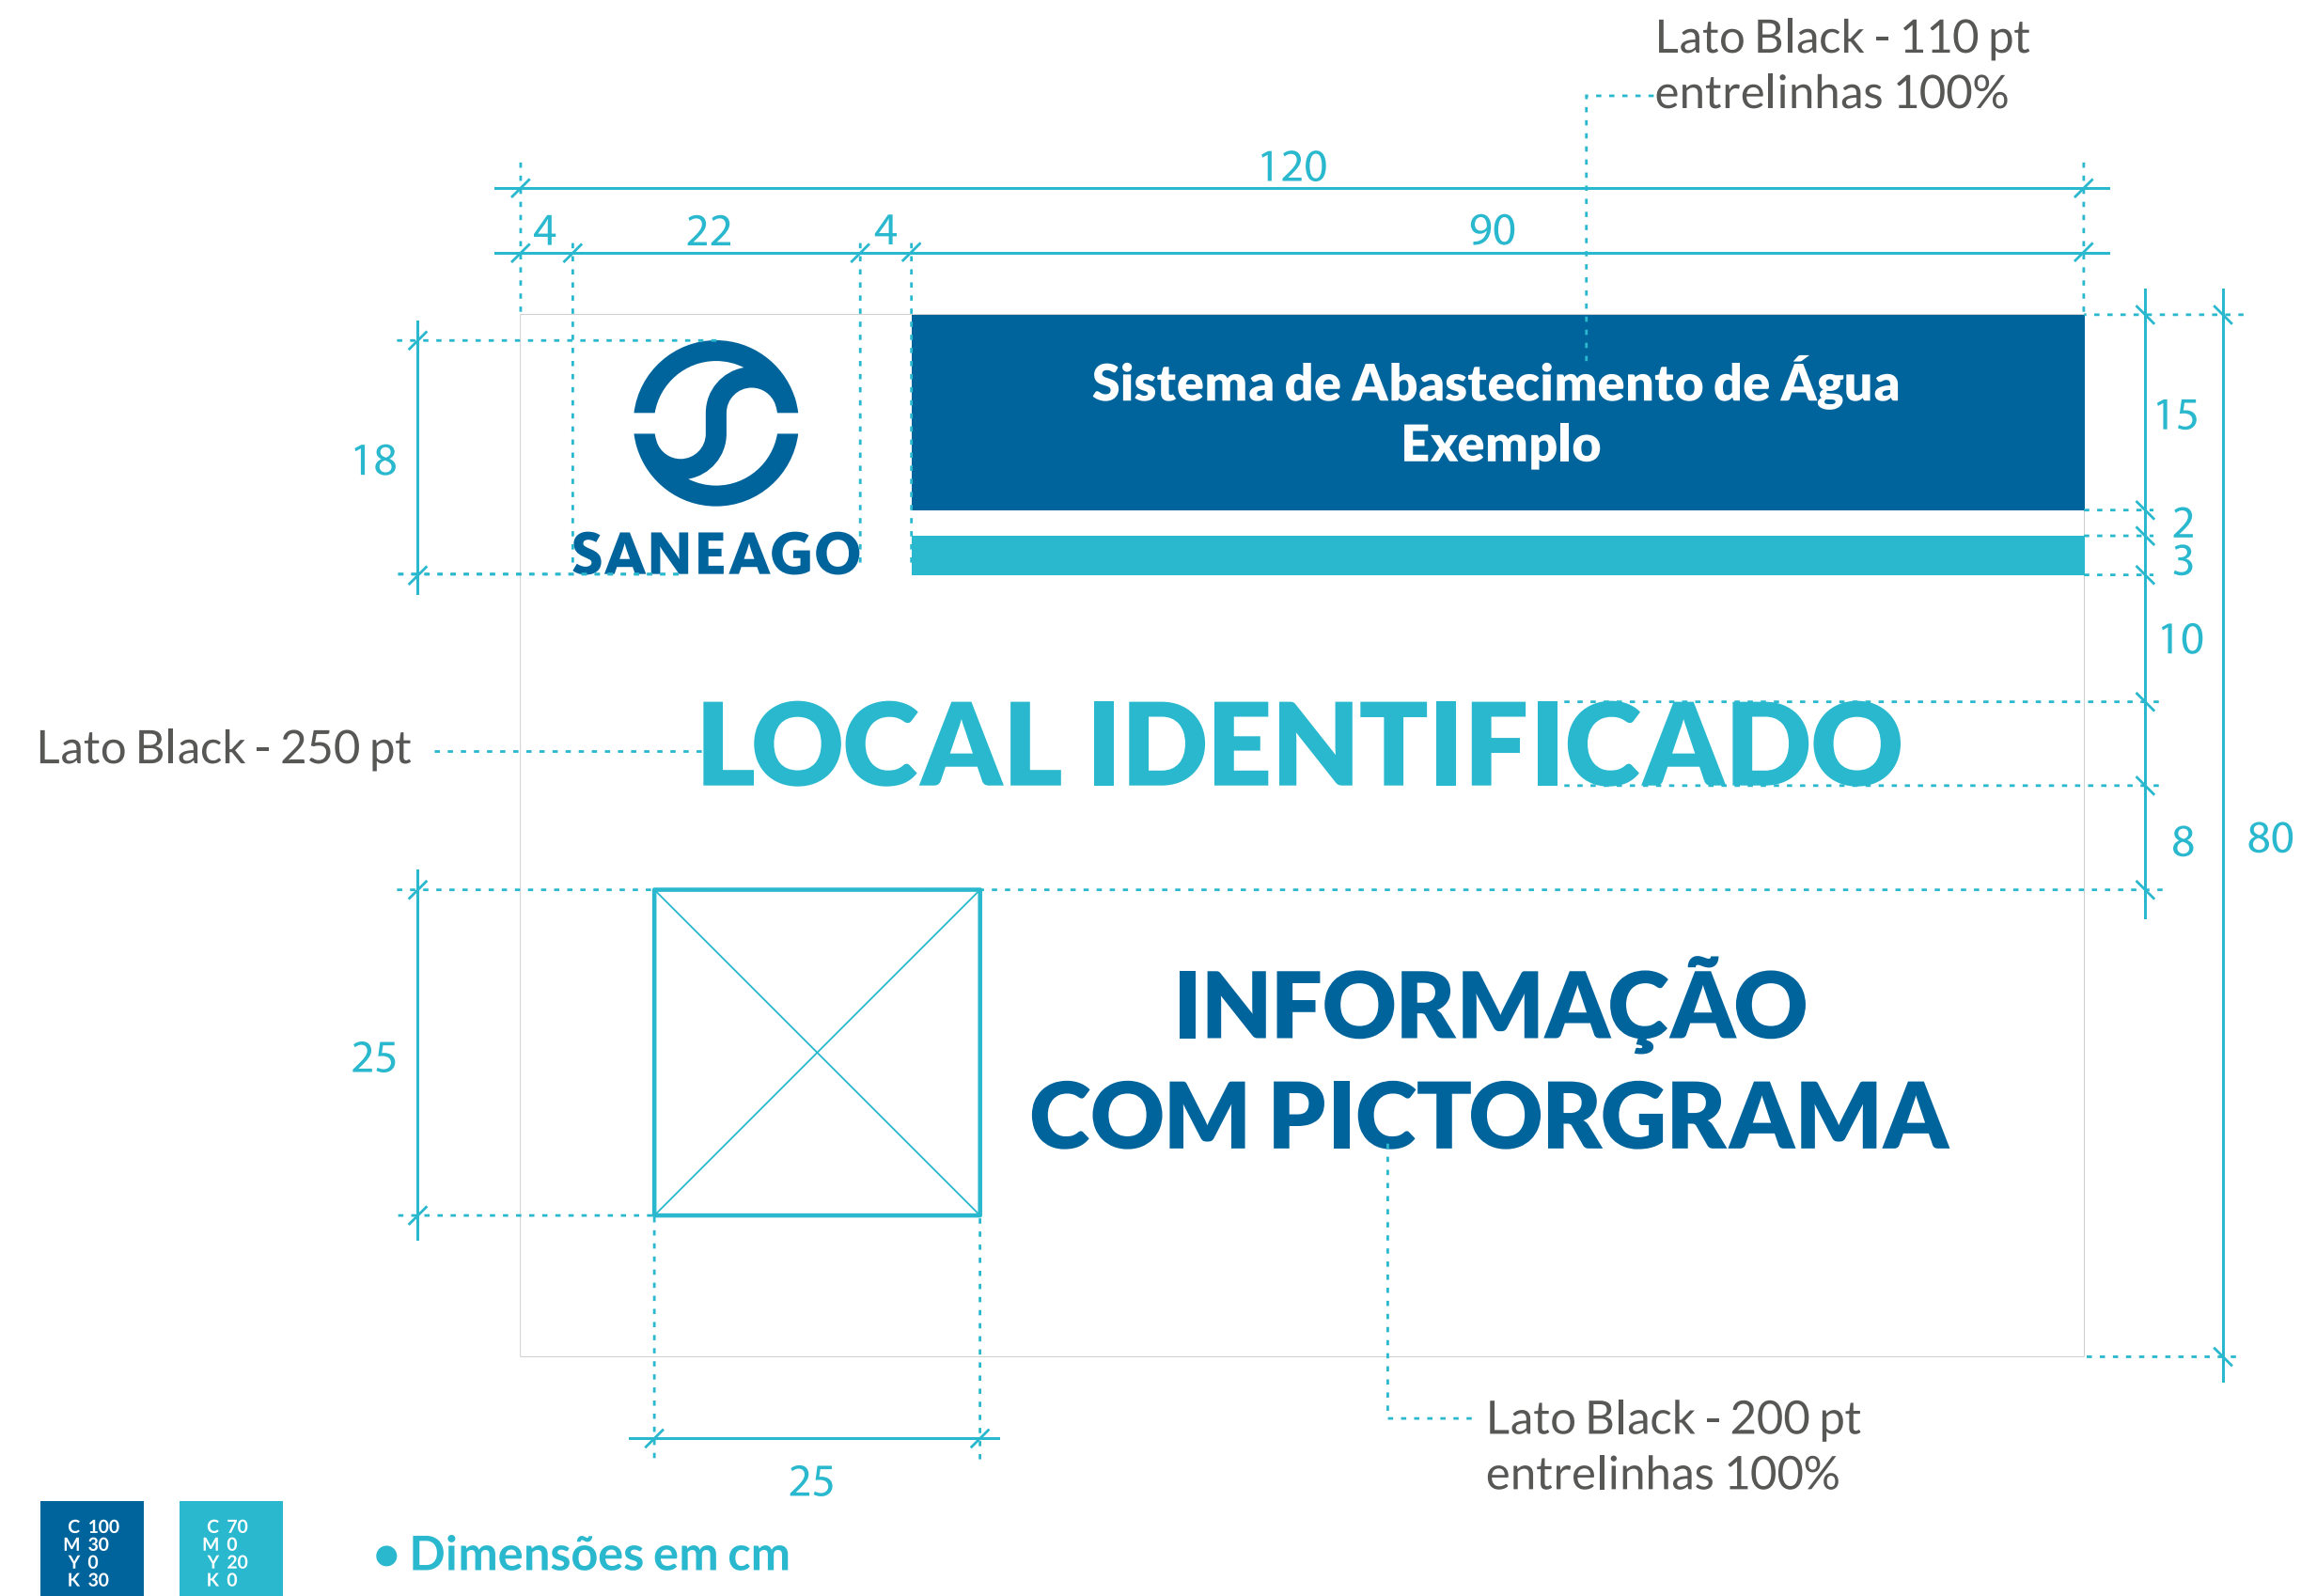 Lato Black - 110 pt
entrelinhas 100%
120
4
22
4
90
Sistema de Abastecimento de Água
Exemplo
15
18
2
SANEAGO
3
10
LOCAL IDENTIFICADO
Lato Black - 250 pt
8
80
INFORMAÇÃO
25
COM PICTORGRAMA
Lato Black - 200 pt
entrelinhas 100%
25
C 100
M 30
Y 0
K 30
C 70
M 0
Y 20
K 0
• Dimensões em cm